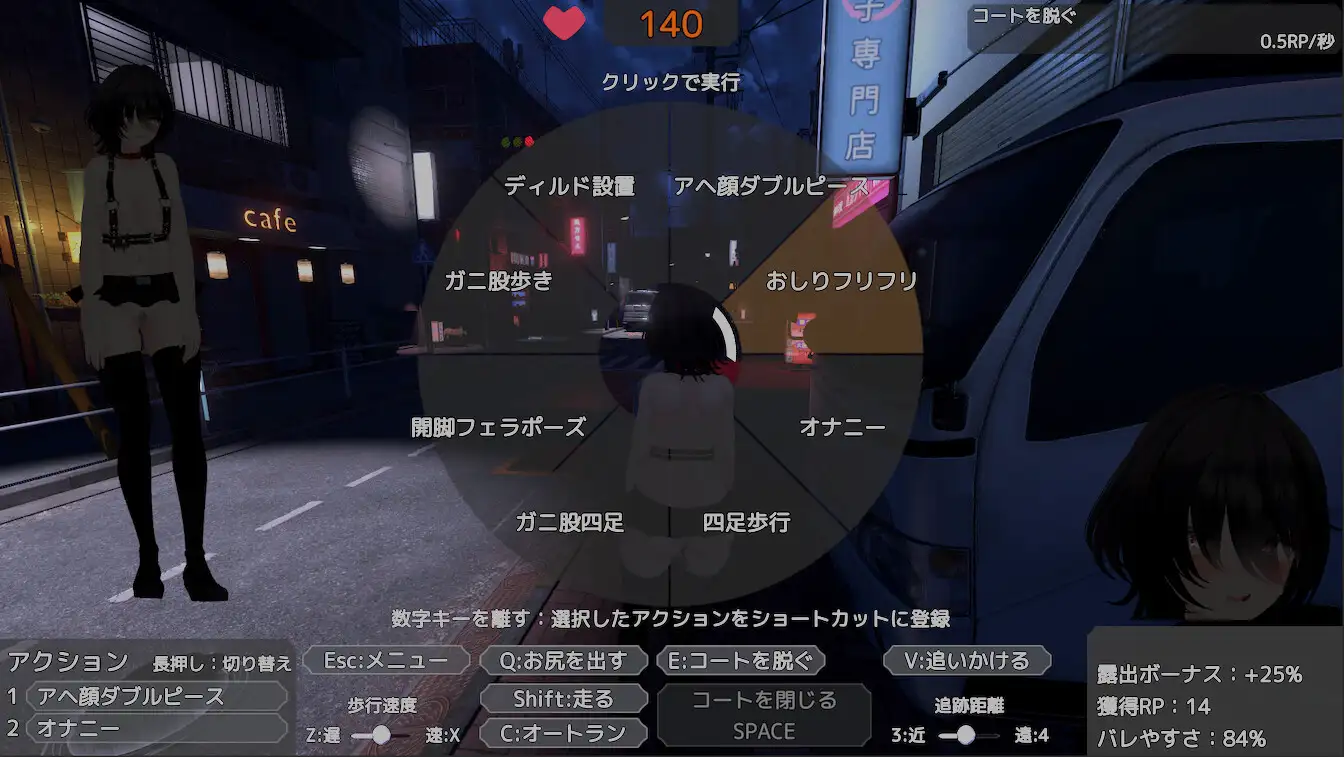 140
コートを脱ぐ
0.5RP/秒
クリックで実行
子専門店
cafe
ディルド設置
アヘ顔ダブルピース
ガニ股歩き
おしりフリフリ
開脚フェラポーズ
オナニー
ガニ股四足
四足歩行
数字キーを離す：選択したアクションをショートカットに登録
アクション 長押し：切り替え
1 アヘ顔ダブルピース
2 オナニー
Esc:メニュー
Q:お尻を出す
E:コートを脱ぐ
V:追いかける
歩行速度
Z:遅 速:X
Shift:走る
C:オートラン
コートを閉じる
SPACE
追跡距離
3:近 遠:4
露出ボーナス：+25%
獲得RP：14
バレやすさ：84%